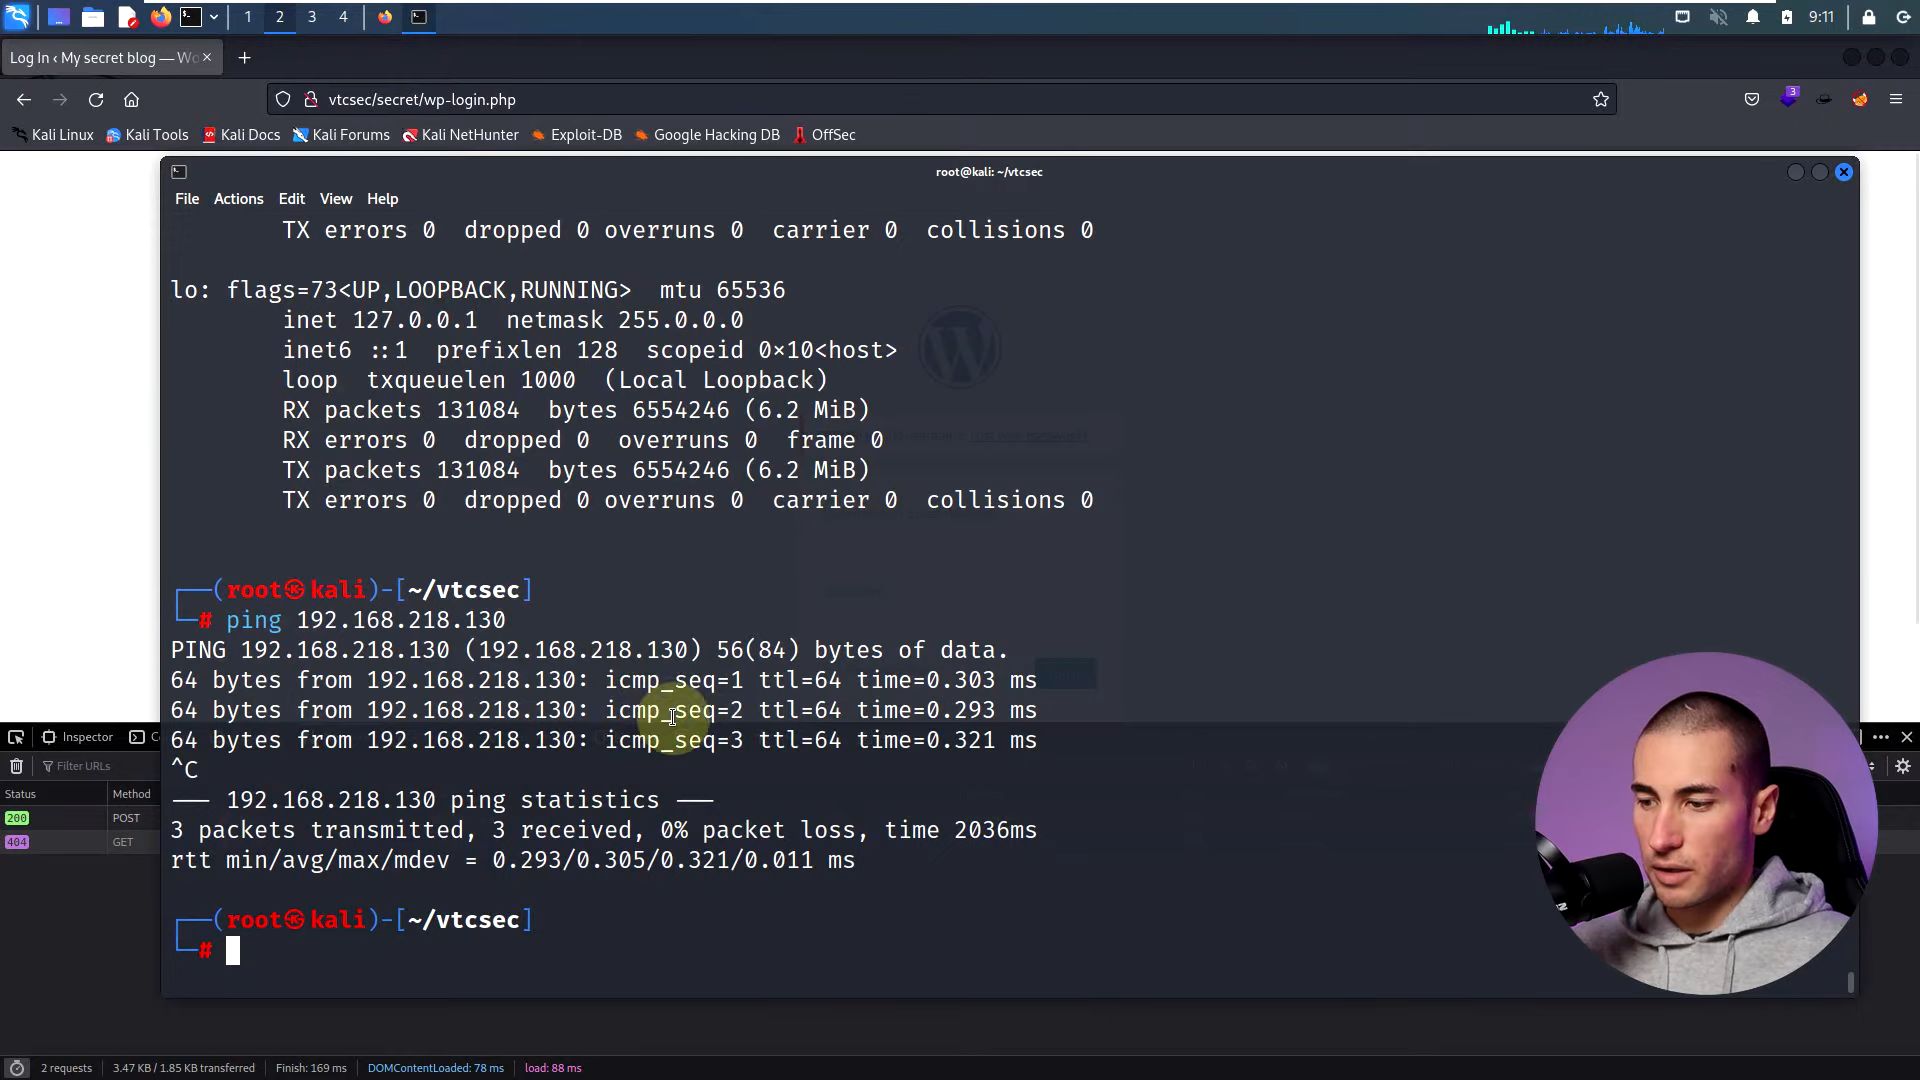 1 2 3 4
9:11
Log In ‹ My secret blog — Wo
vtcsec/secret/wp-login.php
3
Kali Linux Kali Tools Kali Docs Kali Forums Kali NetHunter Exploit-DB Google Hacking DB OffSec
root@kali: ~/vtcsec
File Actions Edit View Help
TX errors 0 dropped 0 overruns 0 carrier 0 collisions 0
lo: flags=73<UP,LOOPBACK,RUNNING> mtu 65536
inet 127.0.0.1 netmask 255.0.0.0
inet6 ::1 prefixlen 128 scopeid 0×10<host>
loop txqueuelen 1000 (Local Loopback)
RX packets 131084 bytes 6554246 (6.2 MiB)
RX errors 0 dropped 0 overruns 0 frame 0
TX packets 131084 bytes 6554246 (6.2 MiB)
TX errors 0 dropped 0 overruns 0 carrier 0 collisions 0
┌──(root㉿kali)-[~/vtcsec]
└─# ping 192.168.218.130
PING 192.168.218.130 (192.168.218.130) 56(84) bytes of data.
64 bytes from 192.168.218.130: icmp_seq=1 ttl=64 time=0.303 ms
64 bytes from 192.168.218.130: icmp_seq=2 ttl=64 time=0.293 ms
64 bytes from 192.168.218.130: icmp_seq=3 ttl=64 time=0.321 ms
^C
--- 192.168.218.130 ping statistics ---
3 packets transmitted, 3 received, 0% packet loss, time 2036ms
rtt min/avg/max/mdev = 0.293/0.305/0.321/0.011 ms
┌──(root㉿kali)-[~/vtcsec]
└─#
Inspector C
Filter URLs
Status Method
200 POST
404 GET
2 requests 3.47 KB / 1.85 KB transferred Finish: 169 ms DOMContentLoaded: 78 ms load: 88 ms